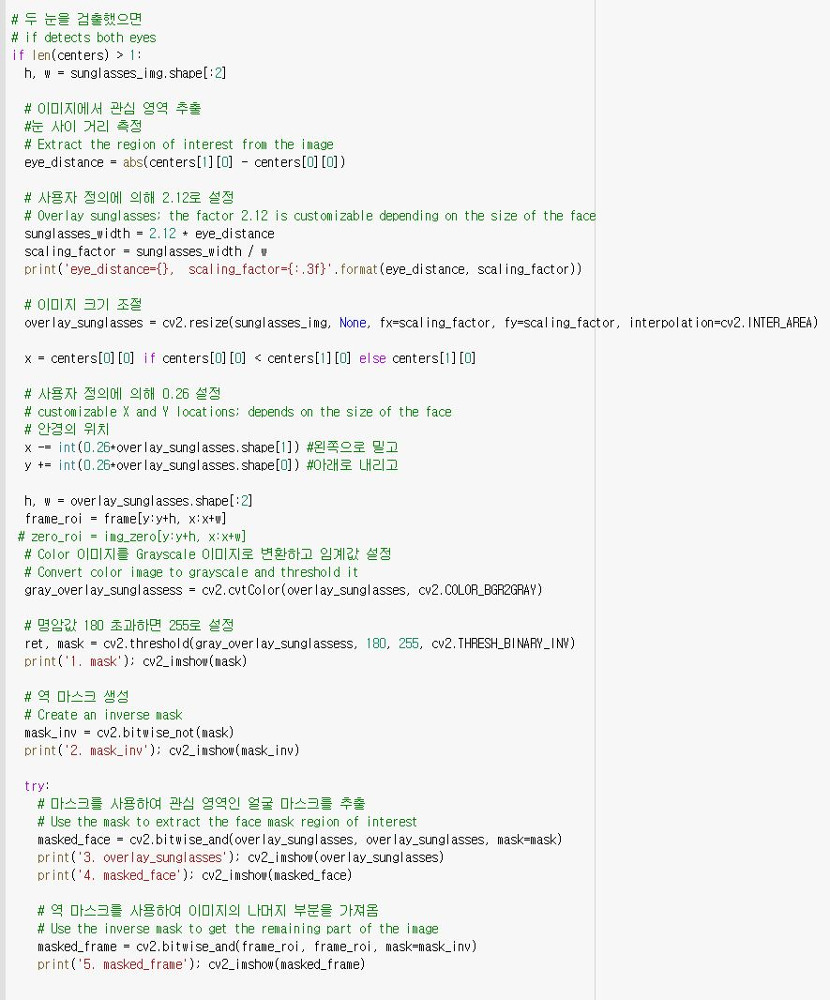 # 두 눈을 검출했으면
# if detects both eyes
if len(centers) > 1:
h, w = sunglasses_img.shape[:2]
# 이미지에서 관심 영역 추출
#눈 사이 거리 측정
# Extract the region of interest from the image
eye_distance = abs(centers[1][0] - centers[0][0])
# 사용자 정의에 의해 2.12로 설정
# Overlay sunglasses; the factor 2.12 is customizable depending on the size of the face
sunglasses_width = 2.12 * eye_distance
scaling_factor = sunglasses_width / w
print('eye_distance={},  scaling_factor={:.3f}'.format(eye_distance, scaling_factor))
# 이미지 크기 조절
overlay_sunglasses = cv2.resize(sunglasses_img, None, fx=scaling_factor, fy=scaling_factor, interpolation=cv2.INTER_AREA)
x = centers[0][0] if centers[0][0] < centers[1][0] else centers[1][0]
# 사용자 정의에 의해 0.26 설정
# customizable X and Y locations; depends on the size of the face
# 안경의 위치
x -= int(0.26*overlay_sunglasses.shape[1]) #왼쪽으로 밀고
y += int(0.26*overlay_sunglasses.shape[0]) #아래로 내리고
h, w = overlay_sunglasses.shape[:2]
frame_roi = frame[y:y+h, x:x+w]
# zero_roi = img_zero[y:y+h, x:x+w]
# Color 이미지를 Grayscale 이미지로 변환하고 임계값 설정
# Convert color image to grayscale and threshold it
gray_overlay_sunglassess = cv2.cvtColor(overlay_sunglasses, cv2.COLOR_BGR2GRAY)
# 명암값 180 초과하면 255로 설정
ret, mask = cv2.threshold(gray_overlay_sunglassess, 180, 255, cv2.THRESH_BINARY_INV)
print('1. mask'); cv2_imshow(mask)
# 역 마스크 생성
# Create an inverse mask
mask_inv = cv2.bitwise_not(mask)
print('2. mask_inv'); cv2_imshow(mask_inv)
try:
# 마스크를 사용하여 관심 영역인 얼굴 마스크를 추출
# Use the mask to extract the face mask region of interest
masked_face = cv2.bitwise_and(overlay_sunglasses, overlay_sunglasses, mask=mask)
print('3. overlay_sunglasses'); cv2_imshow(overlay_sunglasses)
print('4. masked_face'); cv2_imshow(masked_face)
# 역 마스크를 사용하여 이미지의 나머지 부분을 가져옴
# Use the inverse mask to get the remaining part of the image
masked_frame = cv2.bitwise_and(frame_roi, frame_roi, mask=mask_inv)
print('5. masked_frame'); cv2_imshow(masked_frame)